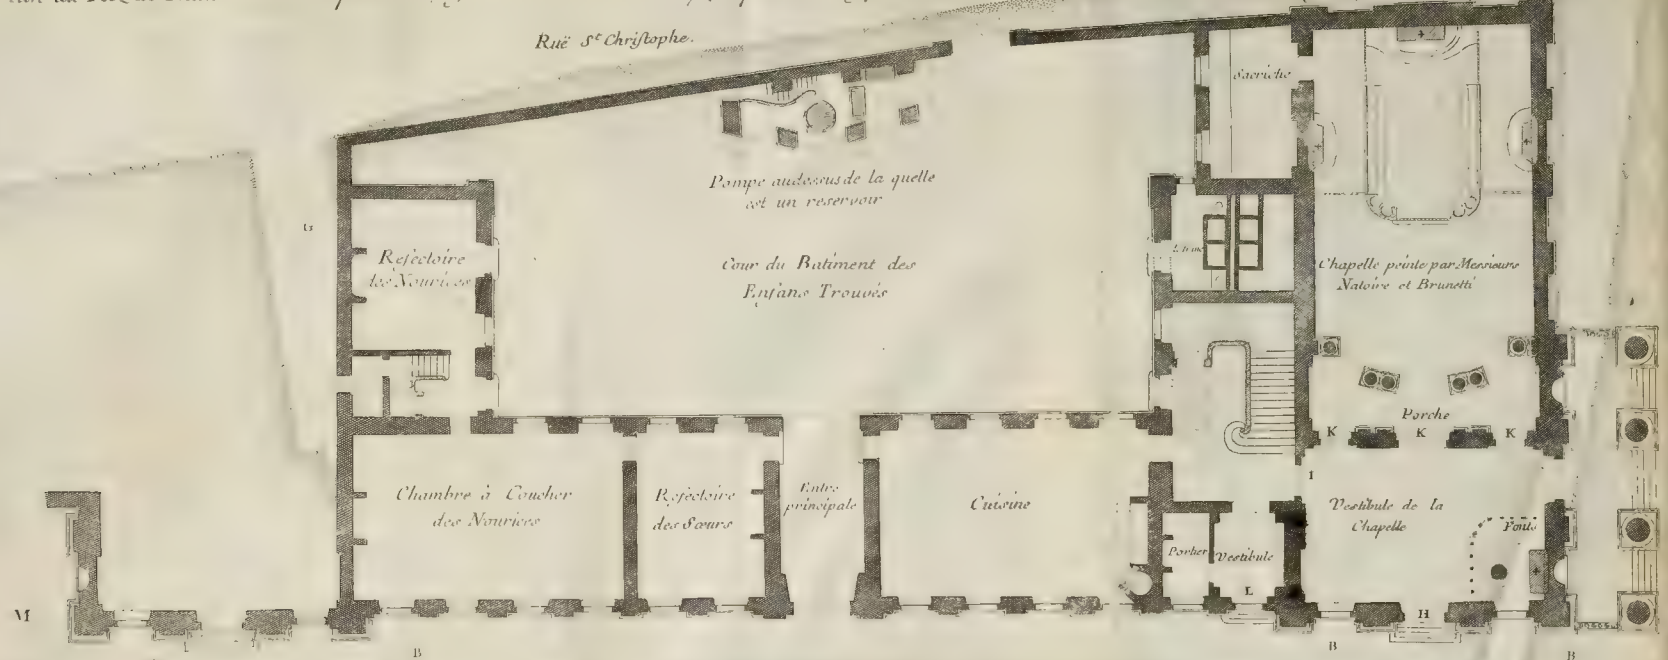 Ruë St Christophe.
Sacristie
Pompe audessus de la quelle
est un reservoir
G
Refectoire
des Nourices
Cour du Batiment des
Enfans Trouvés
Chapelle peinte par Messieurs
Natoire et Brunetti
Porche
K K K
Chambre à Coucher
des Nourices
Refectoire
des Sœurs
Entre
principale
Cuisine
I
Vestibule de la
Chapelle
Fonts
Portier
Vestibule
L
M
H
B B B